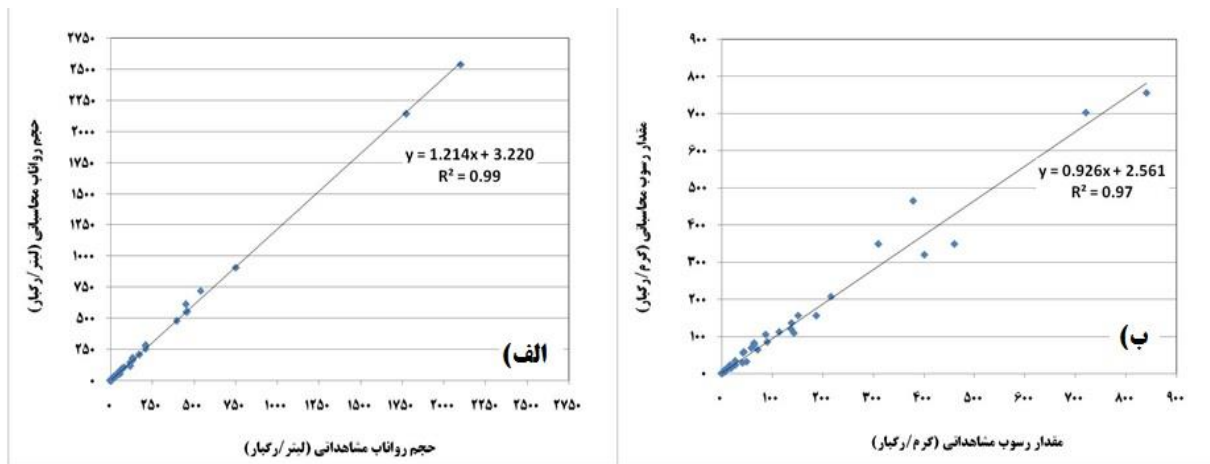 حجم رواناب محاسباتی (لیتر/رگبار)
۲۷۵۰
۲۵۰۰
۲۲۵۰
۲۰۰۰
۱۷۵۰
۱۵۰۰
۱۲۵۰
۱۰۰۰
۷۵۰
۵۰۰
۲۵۰
۰
y = 1.214x + 3.220
R² = 0.99
الف)
۰ ۲۵۰ ۵۰۰ ۷۵۰ ۱۰۰۰ ۱۲۵۰ ۱۵۰۰ ۱۷۵۰ ۲۰۰۰ ۲۲۵۰ ۲۵۰۰ ۲۷۵۰
حجم رواناب مشاهداتی (لیتر/رگبار)
مقدار رسوب محاسباتی (گرم/رگبار)
۹۰۰
۸۰۰
۷۰۰
۶۰۰
۵۰۰
۴۰۰
۳۰۰
۲۰۰
۱۰۰
۰
y = 0.926x + 2.561
R² = 0.97
ب)
۰ ۱۰۰ ۲۰۰ ۳۰۰ ۴۰۰ ۵۰۰ ۶۰۰ ۷۰۰ ۸۰۰ ۹۰۰
مقدار رسوب مشاهداتی (گرم/رگبار)